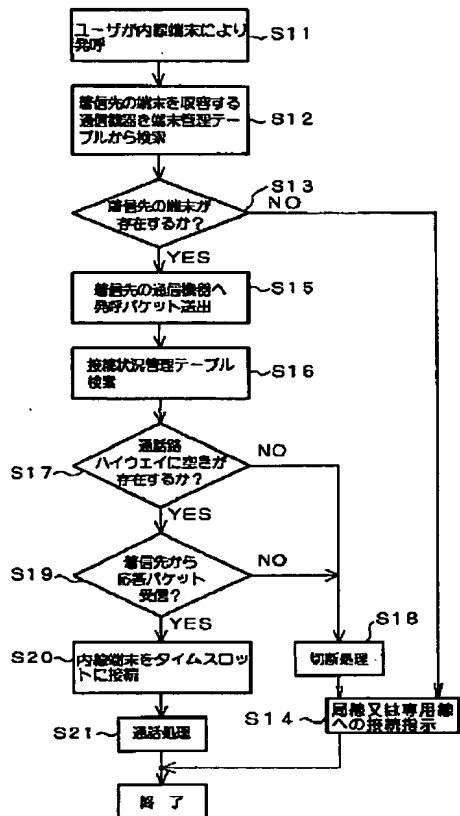 ユーザが内線端末により
発呼
S11
着信先の端末を収容する
通信機器を端末管理テー
ブルから検索
S12
着信先の端末が
存在するか?
S13
NO
YES
着信先の通信機器へ
発呼パケット送出
S15
接続状況管理テーブル
検索
S16
通話路
ハイウェイに空きが
存在するか?
S17
NO
YES
着信先から
応答パケット
受信?
S19
NO
YES
S18
切断処理
S20
内線端末をタイムスロッ
トに接続
S14
局線又は専用線
への接続指示
S21
通話処理
終了